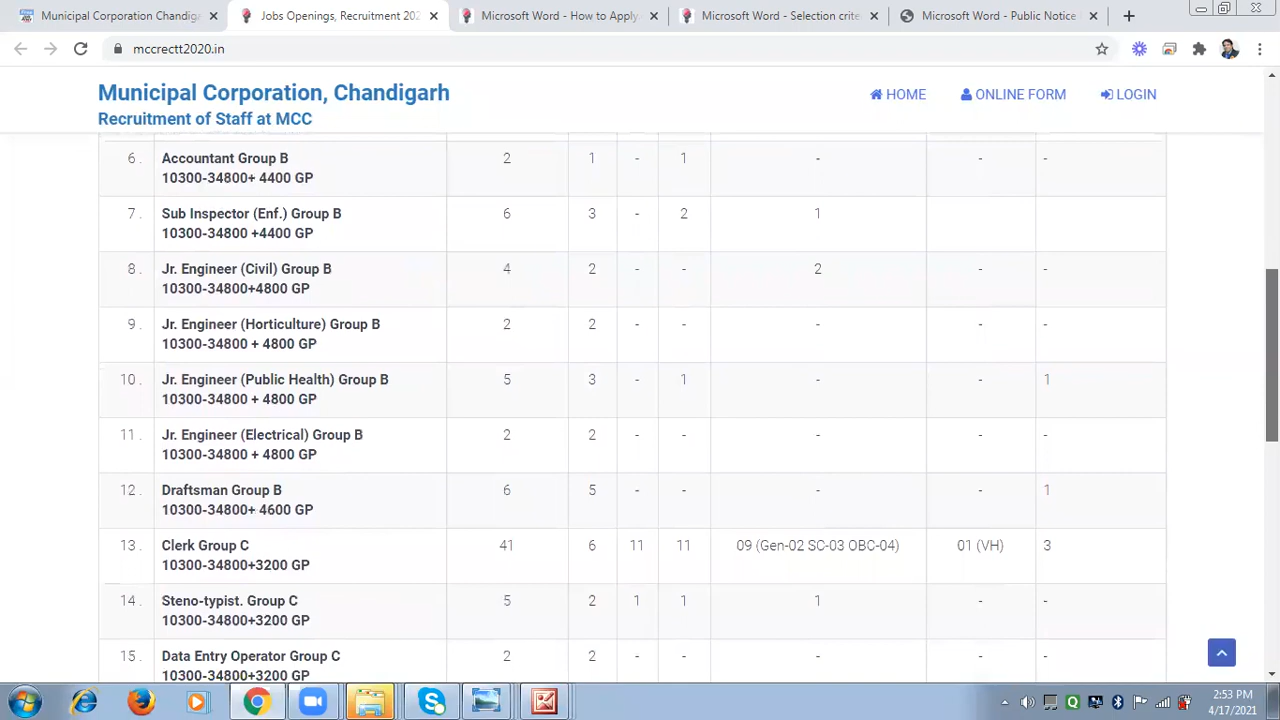 Municipal Corporation Chandiga
Jobs Openings, Recruitment 202
Microsoft Word - How to Apply
Microsoft Word - Selection crite
Microsoft Word - Public Notice
mccrectt2020.in
Municipal Corporation, Chandigarh
Recruitment of Staff at MCC
HOME ONLINE FORM LOGIN
6 . Accountant Group B 2 1 - 1 - - -
10300-34800+ 4400 GP
7 . Sub Inspector (Enf.) Group B 6 3 - 2 1
10300-34800 +4400 GP
8 . Jr. Engineer (Civil) Group B 4 2 - - 2 - -
10300-34800+4800 GP
9 . Jr. Engineer (Horticulture) Group B 2 2 - - - - -
10300-34800 + 4800 GP
10 . Jr. Engineer (Public Health) Group B 5 3 - 1 - - 1
10300-34800 + 4800 GP
11 . Jr. Engineer (Electrical) Group B 2 2 - - - - -
10300-34800 + 4800 GP
12 . Draftsman Group B 6 5 - - - - 1
10300-34800+ 4600 GP
13 . Clerk Group C 41 6 11 11 09 (Gen-02 SC-03 OBC-04) 01 (VH) 3
10300-34800+3200 GP
14 . Steno-typist. Group C 5 2 1 1 1 - -
10300-34800+3200 GP
15 . Data Entry Operator Group C 2 2 - - - - -
10300-34800+3200 GP
2:53 PM
4/17/2021